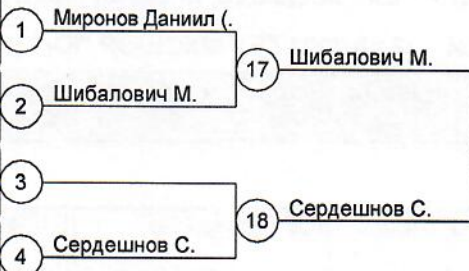 1 Миронов Даниил (.
17 Шибалович М.
2 Шибалович М.
3
18 Сердешнов С.
4 Сердешнов С.